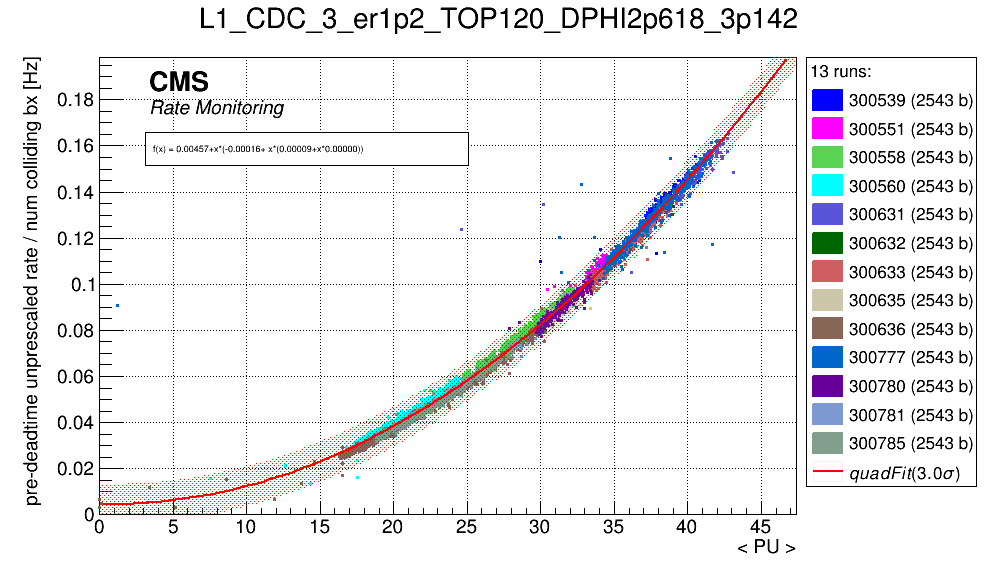 L1_CDC_3_er1p2_TOP120_DPHI2p618_3p142
pre-deadtime unprescaled rate / num colliding bx [Hz]
CMS
Rate Monitoring
f(x) = 0.00457+x*(-0.00016+ x*(0.00009+x*0.00000))
0.18
0.16
0.14
0.12
0.1
0.08
0.06
0.04
0.02
0
0 5 10 15 20 25 30 35 40 45
< PU >
13 runs:
300539 (2543 b)
300551 (2543 b)
300558 (2543 b)
300560 (2543 b)
300631 (2543 b)
300632 (2543 b)
300633 (2543 b)
300635 (2543 b)
300636 (2543 b)
300777 (2543 b)
300780 (2543 b)
300781 (2543 b)
300785 (2543 b)
quadFit(3.0σ)